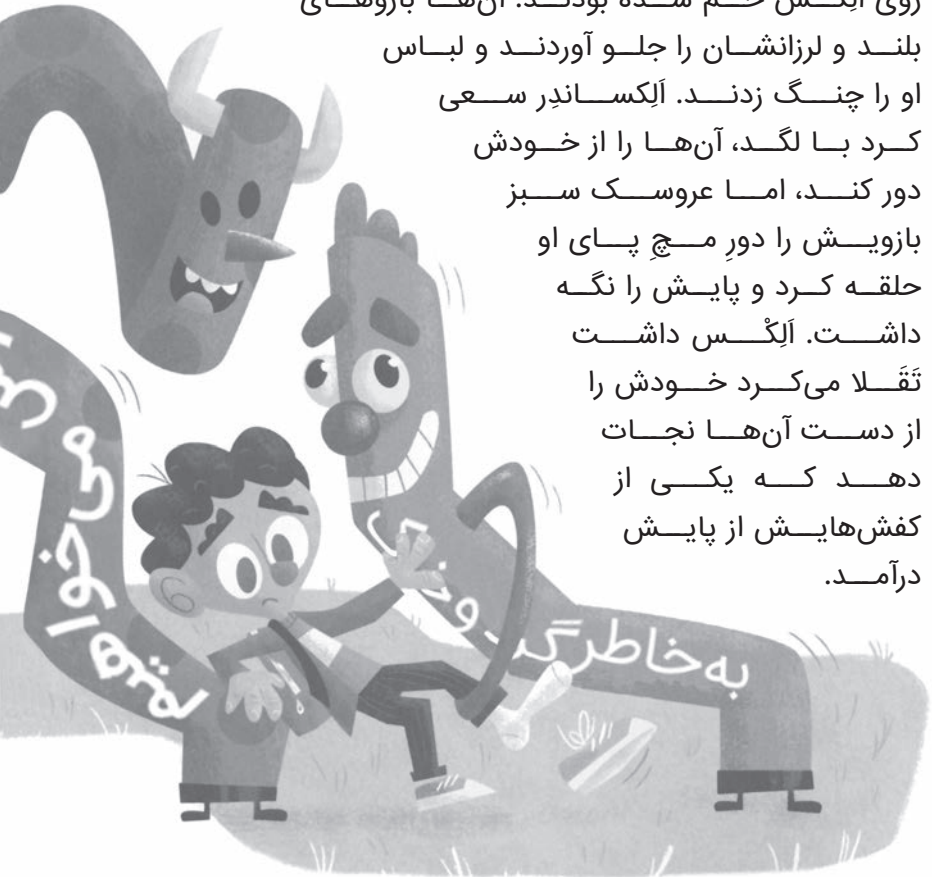 روی اَلِکس خم شده بودند. آن‌ها بازوهای
بلند و لرزانشان را جلو آوردند و لباس
او را چنگ زدند. اَلِکساندِر سعی
کرد با لگد، آن‌ها را از خودش
دور کند، اما عروسک سبز
بازویش را دورِ مچِ پای او
حلقه کرد و پایش را نگه
داشت. اَلِکْس داشت
تَقَلا می‌کرد خودش را
از دست آن‌ها نجات
دهد که یکی از
کفش‌هایش از پایش
درآمد.
می‌خواهیم
به‌خاطر